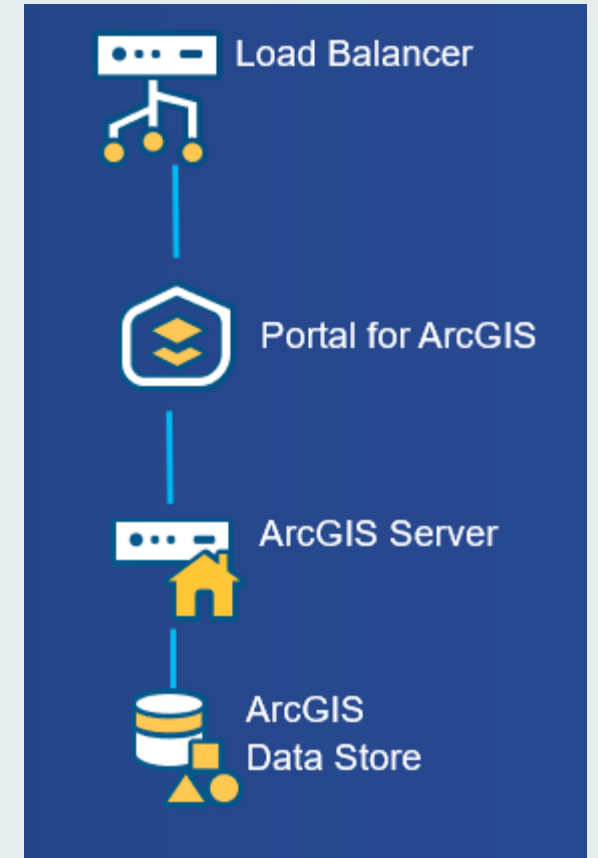 Load Balancer
Portal for ArcGIS
ArcGIS Server
ArcGIS
Data Store